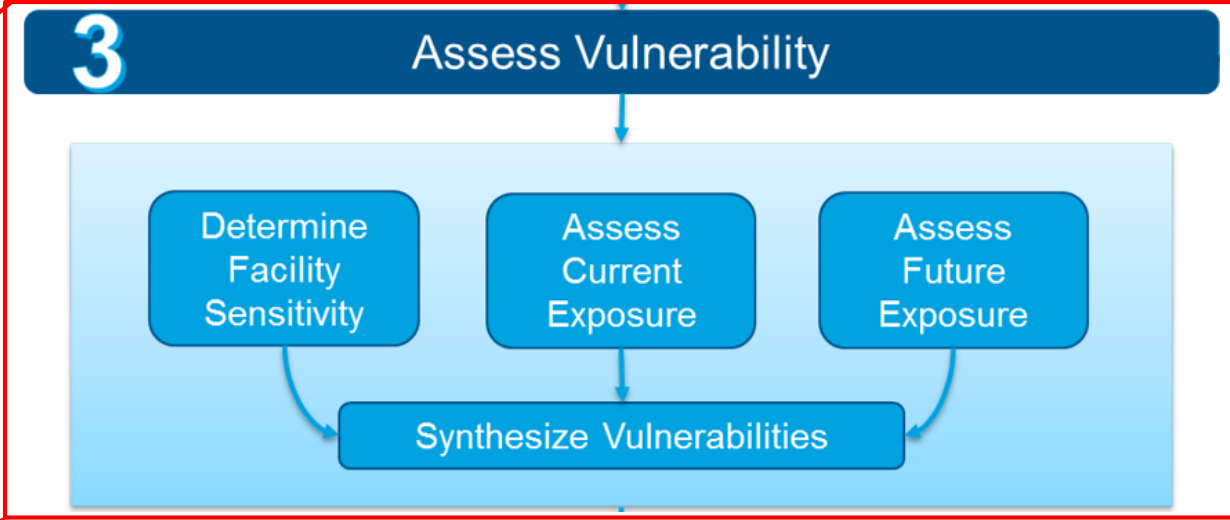 3 Assess Vulnerability
Determine
Facility
Sensitivity
Assess
Current
Exposure
Assess
Future
Exposure
Synthesize Vulnerabilities